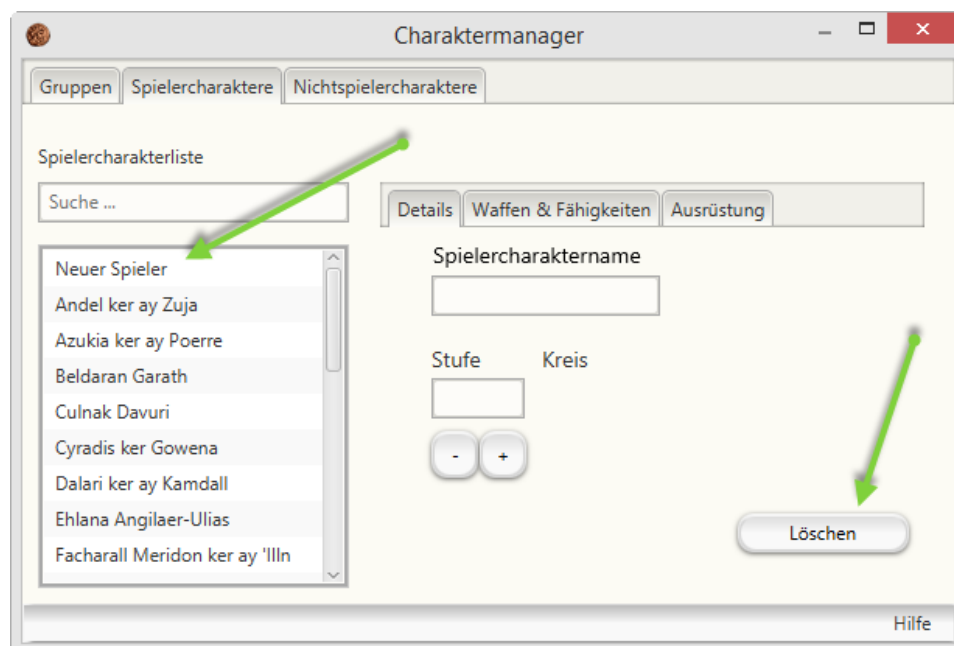 Charaktermanager
Gruppen Spielercharaktere Nichtspielercharaktere
Spielercharakterliste
Suche ...
Neuer Spieler
Andel ker ay Zuja
Azukia ker ay Poerre
Beldaran Garath
Culnak Davuri
Cyradis ker Gowena
Dalari ker ay Kamdall
Ehlana Angilaer-Ulias
Facharall Meridon ker ay 'Illn
Details Waffen & Fähigkeiten Ausrüstung
Spielercharaktername
Stufe Kreis
- +
Löschen
Hilfe